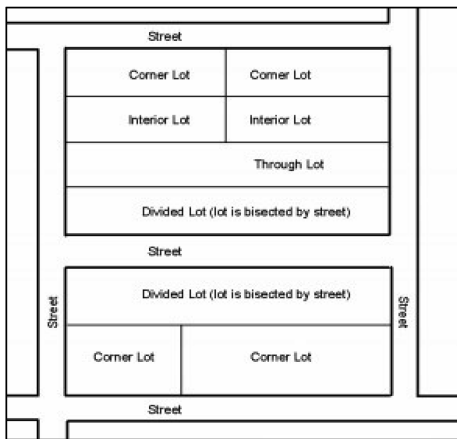 Street
Corner Lot Corner Lot
Interior Lot Interior Lot
Through Lot
Divided Lot (lot is bisected by street)
Street
Divided Lot (lot is bisected by street)
Street
Street
Corner Lot Corner Lot
Street